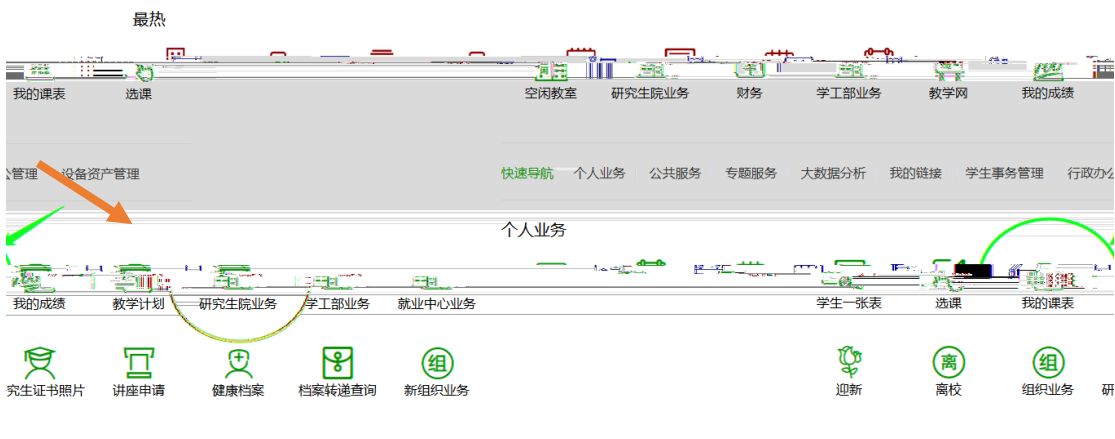 最热
我的课表 选课 空闲教室 研究生院业务 财务 学工部业务 教学网 我的成绩
公管理 设备资产管理 快速导航 个人业务 公共服务 专题服务 大数据分析 我的链接 学生事务管理 行政办公
个人业务
我的成绩 教学计划 研究生院业务 学工部业务 就业中心业务 学生一张表 选课 我的课表
组 离 组
究生证书照片 讲座申请 健康档案 档案转递查询 新组织业务 迎新 离校 组织业务 研